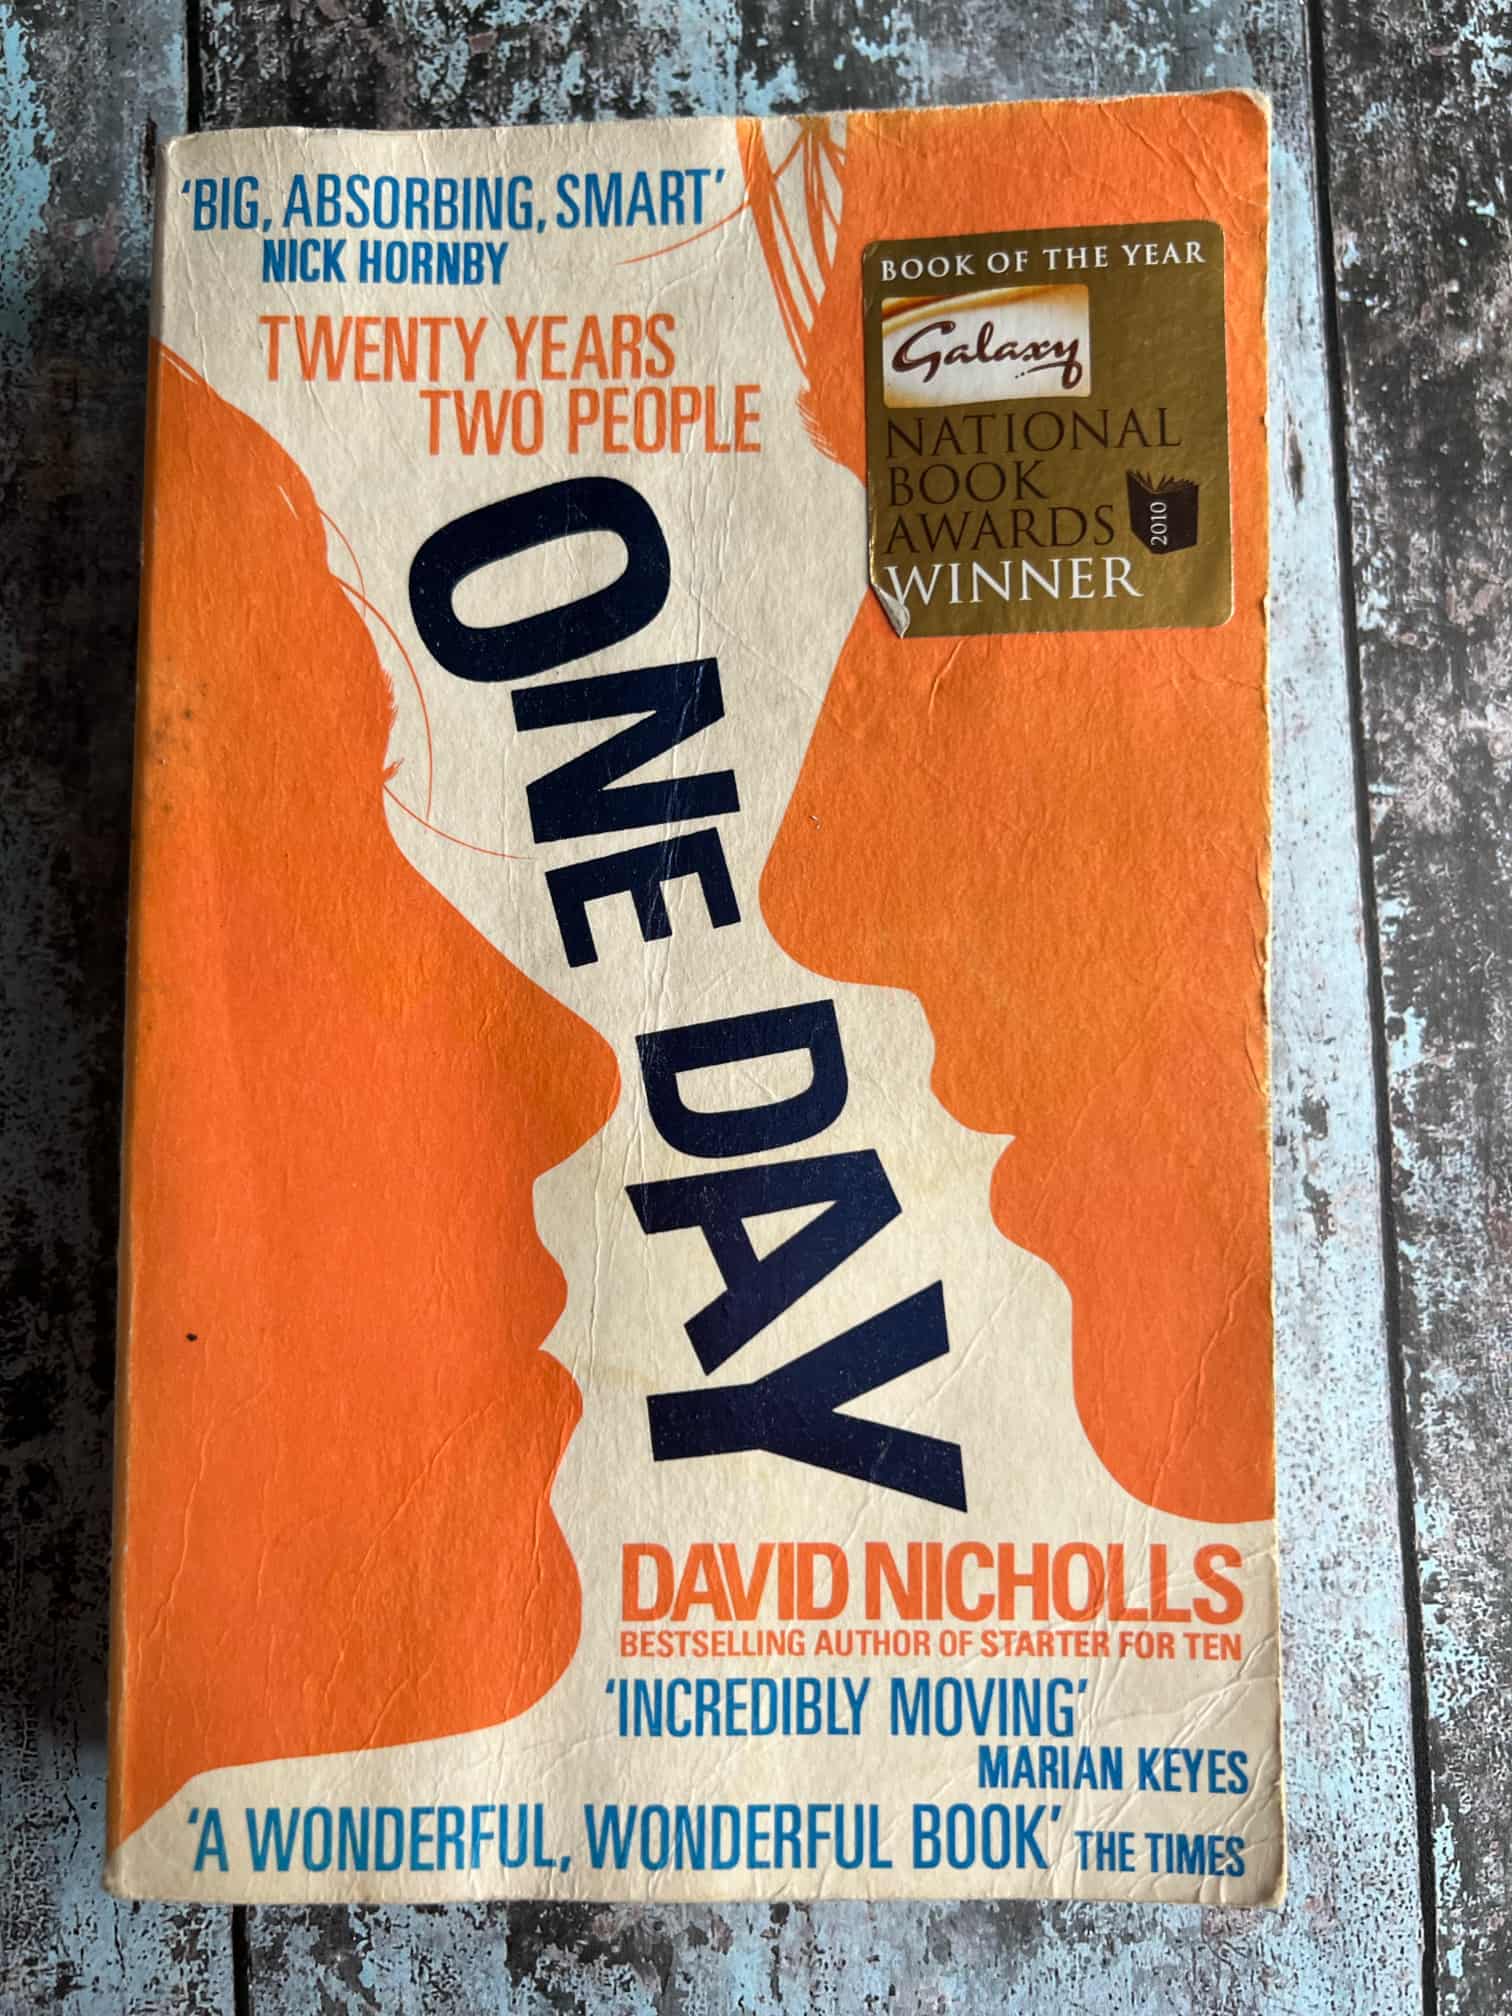 'BIG, ABSORBING, SMART'
NICK HORNBY
TWENTY YEARS
TWO PEOPLE
ONE DAY
BOOK OF THE YEAR
Galaxy
NATIONAL
BOOK
AWARDS
2010
WINNER
DAVID NICHOLLS
BESTSELLING AUTHOR OF STARTER FOR TEN
'INCREDIBLY MOVING'
MARIAN KEYES
'A WONDERFUL, WONDERFUL BOOK' THE TIMES